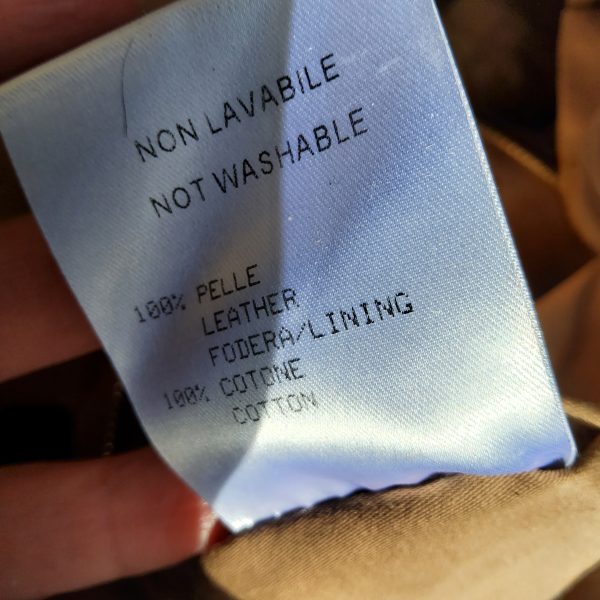 NON LAVABILE
NOT WASHABLE
100% PELLE
LEATHER
FODERA/LINING
100% COTONE
COTTON